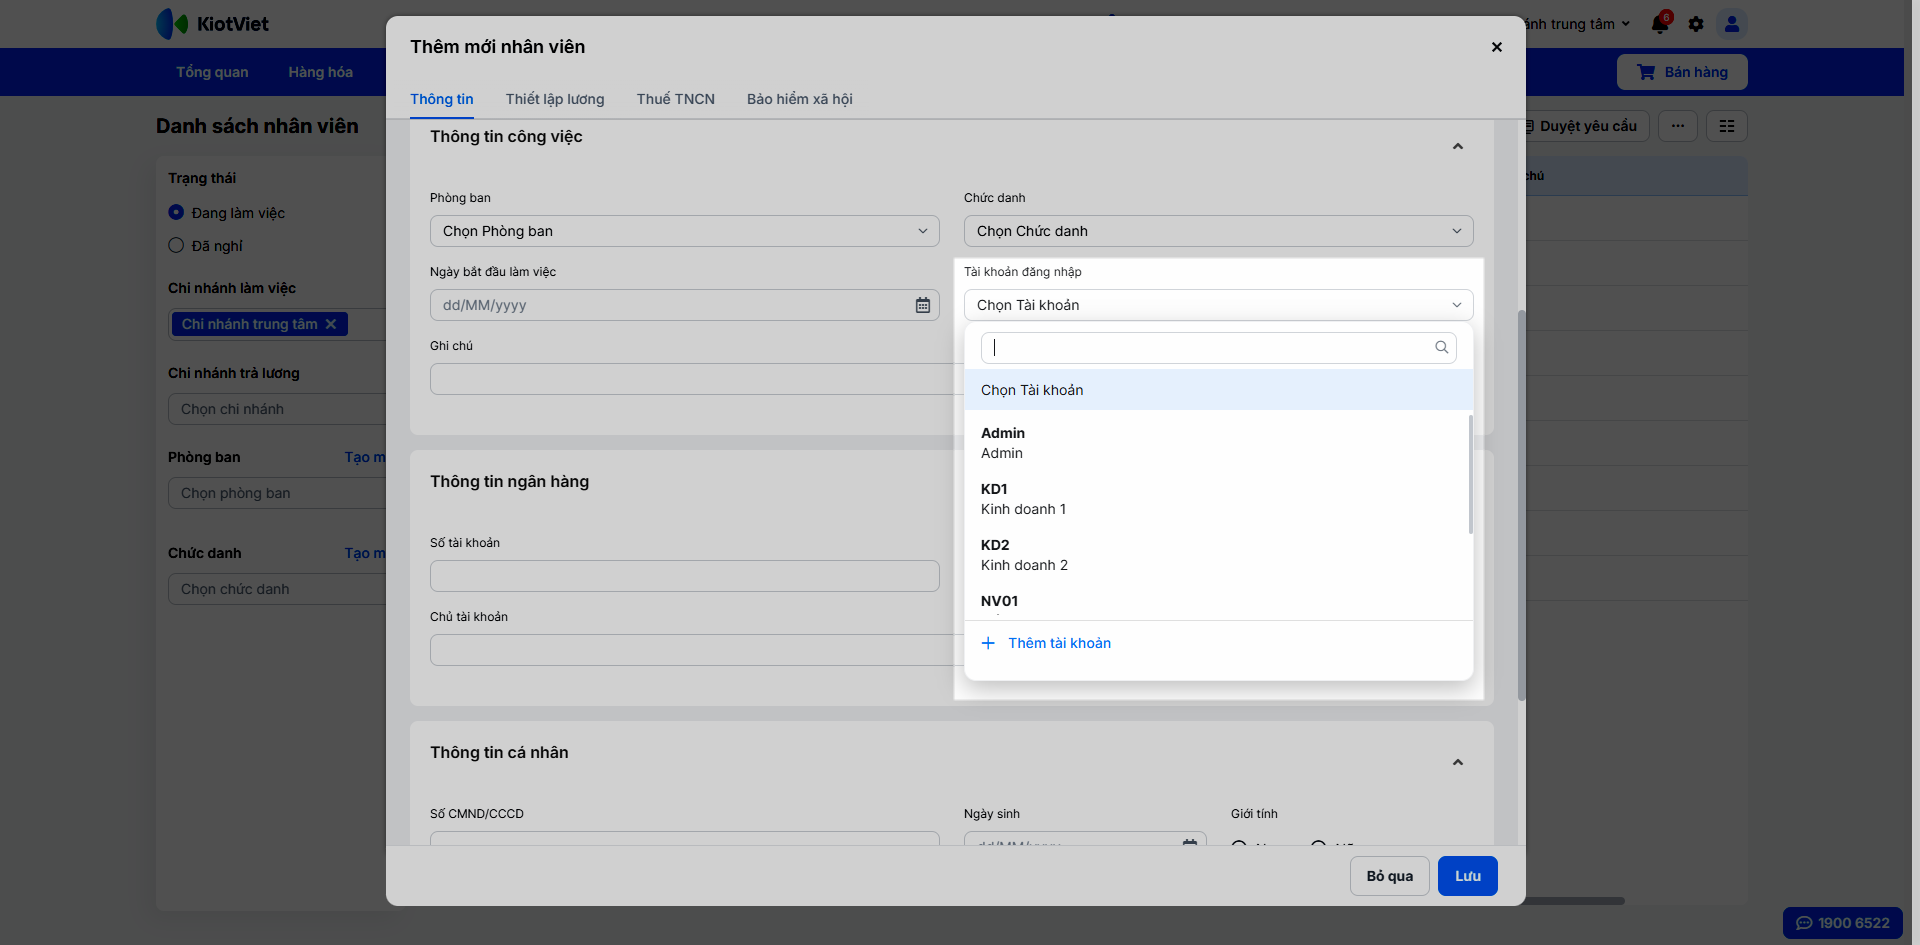 KiotViet
ánh trung tâm
6
Tổng quan
Hàng hóa
Bán hàng
Danh sách nhân viên
Duyệt yêu cầu
Trạng thái
Đang làm việc
Đã nghỉ
Chi nhánh làm việc
Chi nhánh trung tâm
Chi nhánh trả lương
Chọn chi nhánh
Phòng ban
Tạo m
Chọn phòng ban
Chức danh
Tạo m
Chọn chức danh
chú
Thêm mới nhân viên
Thông tin
Thiết lập lương
Thuế TNCN
Bảo hiểm xã hội
Thông tin công việc
Phòng ban
Chọn Phòng ban
Chức danh
Chọn Chức danh
Ngày bắt đầu làm việc
dd/MM/yyyy
Tài khoản đăng nhập
Chọn Tài khoản
Ghi chú
Chọn Tài khoản
Admin
Admin
KD1
Kinh doanh 1
KD2
Kinh doanh 2
NV01
Thêm tài khoản
Thông tin ngân hàng
Số tài khoản
Chủ tài khoản
Thông tin cá nhân
Số CMND/CCCD
Ngày sinh
Giới tính
dd/MM/yyyy
Bỏ qua
Lưu
1900 6522